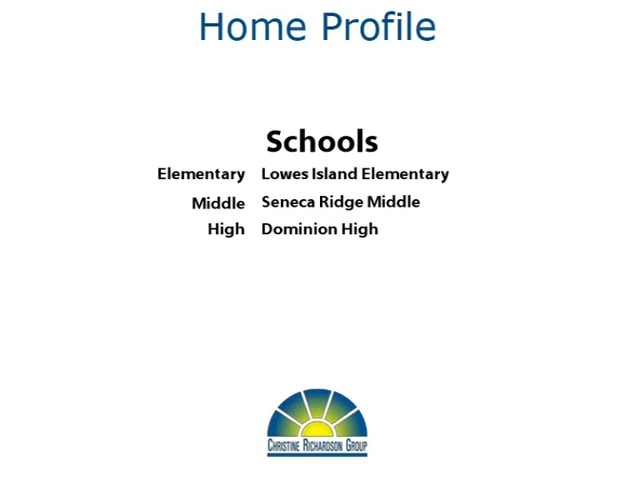 Home Profile
Schools
Elementary Lowes Island Elementary
Middle Seneca Ridge Middle
High Dominion High
CHRISTINE RICHARDSON GROUP